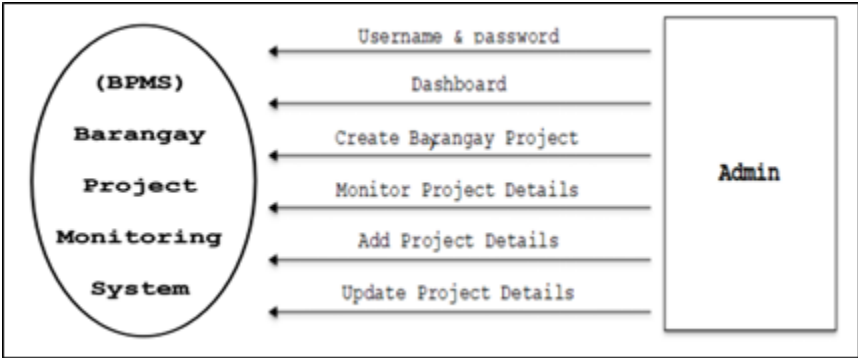 (BPMS)
Barangay
Project
Monitoring
System
Username & password
Dashboard
Create Barangay Project
Monitor Project Details
Add Project Details
Update Project Details
Admin